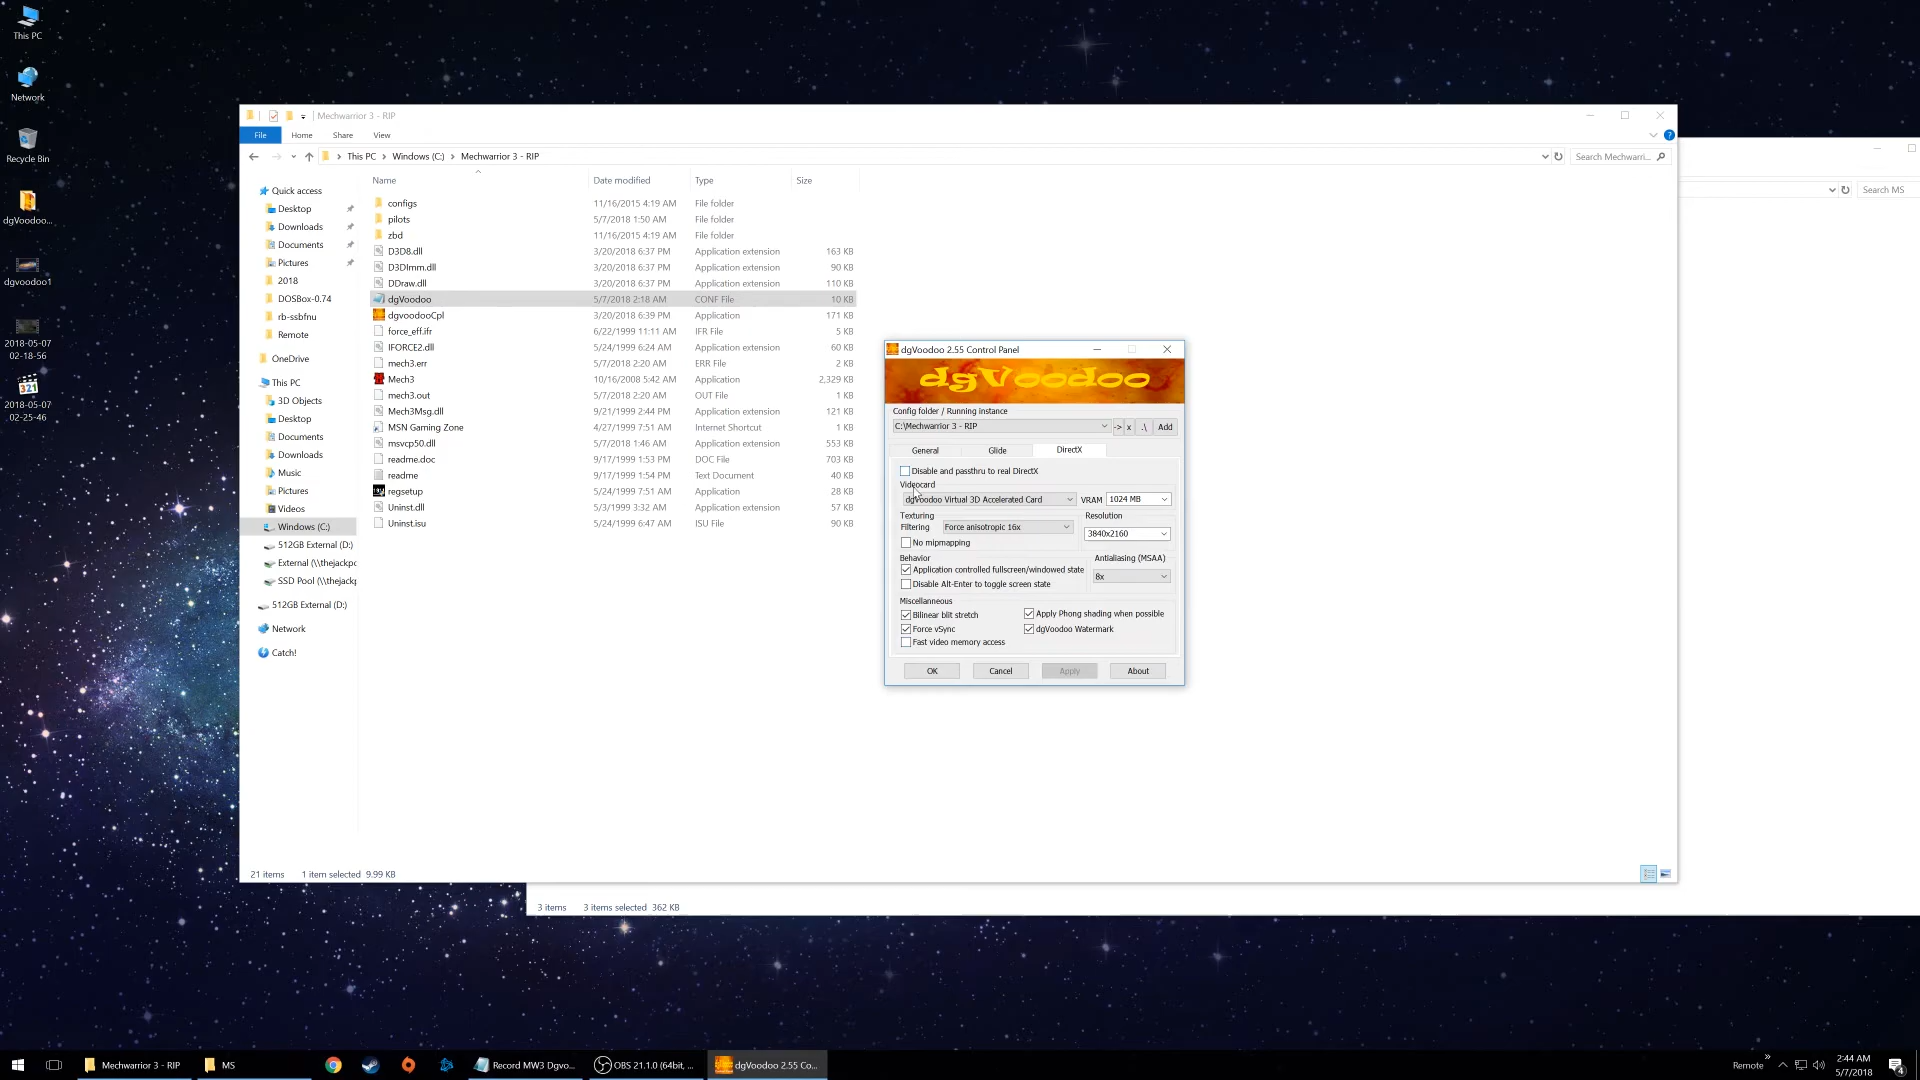 This PC
Network
Recycle Bin
dgVoodoo...
dgvoodoo1
2018-05-07
02-18-56
321
2018-05-07
02-25-46
Mechwarrior 3 - RIP
File Home Share View
This PC > Windows (C:) > Mechwarrior 3 - RIP
Search Mechwarri...
Search MS
Name Date modified Type Size
Quick access
Desktop
Downloads
Documents
Pictures
2018
DOSBox-0.74
rb-ssbfnu
Remote
OneDrive
This PC
3D Objects
Desktop
Documents
Downloads
Music
Pictures
Videos
Windows (C:)
512GB External (D:)
External (\\thejackpc
SSD Pool (\\thejackp
512GB External (D:)
Network
Catch!
configs 11/16/2015 4:19 AM File folder
pilots 5/7/2018 1:50 AM File folder
zbd 11/16/2015 4:19 AM File folder
D3D8.dll 3/20/2018 6:37 PM Application extension 163 KB
D3DImm.dll 3/20/2018 6:37 PM Application extension 90 KB
DDraw.dll 3/20/2018 6:37 PM Application extension 110 KB
dgVoodoo 5/7/2018 2:18 AM CONF File 10 KB
dgvoodooCpl 3/20/2018 6:39 PM Application 171 KB
force_eff.ifr 6/22/1999 11:11 AM IFR File 5 KB
IFORCE2.dll 5/24/1999 6:24 AM Application extension 60 KB
mech3.err 5/7/2018 2:20 AM ERR File 2 KB
Mech3 10/16/2008 5:42 AM Application 2,329 KB
mech3.out 5/7/2018 2:20 AM OUT File 1 KB
Mech3Msg.dll 9/21/1999 2:44 PM Application extension 121 KB
MSN Gaming Zone 4/27/1999 7:51 AM Internet Shortcut 1 KB
msvcp50.dll 5/7/2018 1:46 AM Application extension 553 KB
readme.doc 9/17/1999 1:53 PM DOC File 703 KB
readme 9/17/1999 1:54 PM Text Document 40 KB
regsetup 5/24/1999 7:51 AM Application 28 KB
Uninst.dll 5/3/1999 3:32 AM Application extension 57 KB
Uninst.isu 5/24/1999 6:47 AM ISU File 90 KB
21 items 1 item selected 9.99 KB
3 items 3 items selected 362 KB
dgVoodoo 2.55 Control Panel
dgVoodoo
Config folder / Running instance
C:\Mechwarrior 3 - RIP -> x .\ Add
General Glide DirectX
Disable and passthru to real DirectX
Videocard
dgVoodoo Virtual 3D Accelerated Card VRAM 1024 MB
Texturing Resolution
Filtering Force anisotropic 16x 3840x2160
No mipmapping
Behavior Antialiasing (MSAA)
Application controlled fullscreen/windowed state
8x
Disable Alt-Enter to toggle screen state
Miscellaneous
Bilinear blit stretch Apply Phong shading when possible
Force vSync dgVoodoo Watermark
Fast video memory access
OK Cancel Apply About
Mechwarrior 3 - RIP MS Record MW3 Dgvo... OBS 21.1.0 (64bit, ... dgVoodoo 2.55 Co... Remote
2:44 AM
5/7/2018
4